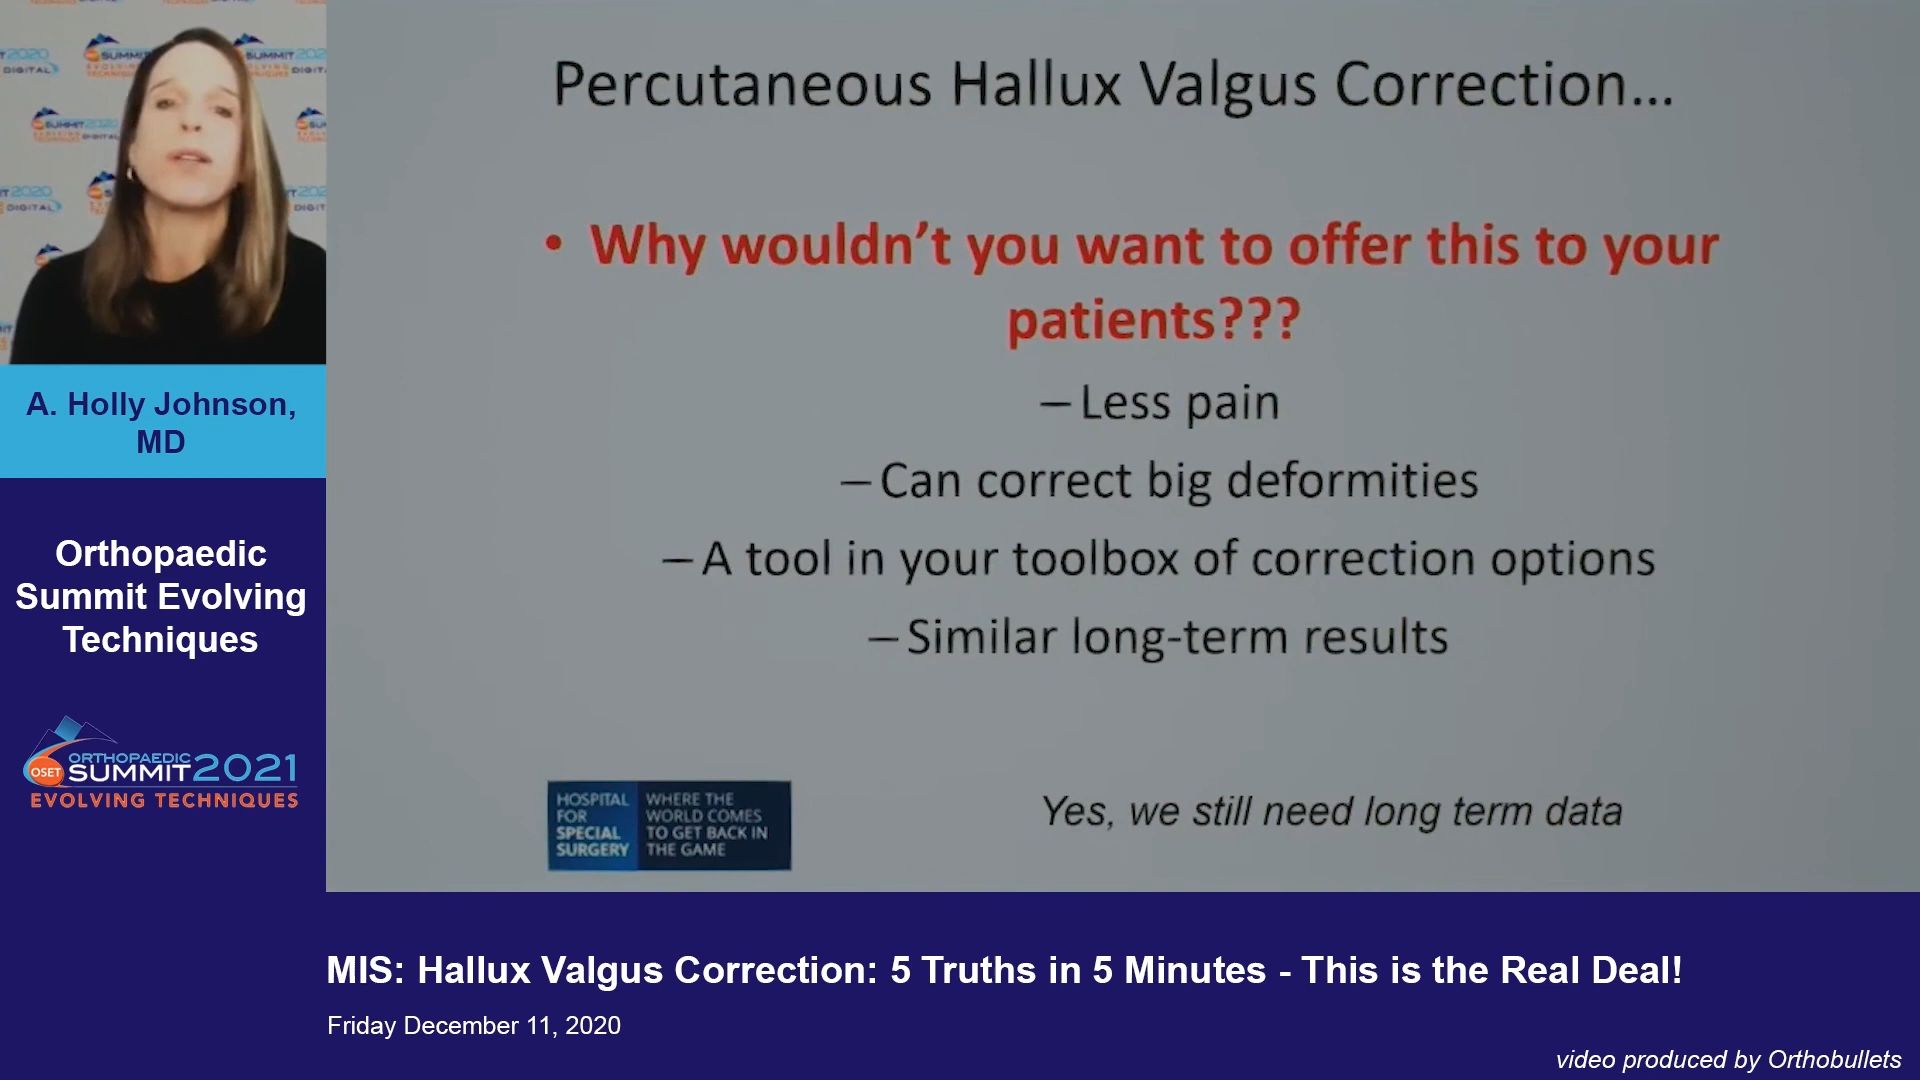 Percutaneous Hallux Valgus Correction...
• Why wouldn't you want to offer this to your
patients???
– Less pain
– Can correct big deformities
– A tool in your toolbox of correction options
– Similar long-term results
HOSPITAL
FOR
SPECIAL
SURGERY
WHERE THE
WORLD COMES
TO GET BACK IN
THE GAME
Yes, we still need long term data
A. Holly Johnson,
MD
Orthopaedic
Summit Evolving
Techniques
OSET
ORTHOPAEDIC
SUMMIT 2021
EVOLVING TECHNIQUES
MIS: Hallux Valgus Correction: 5 Truths in 5 Minutes - This is the Real Deal!
Friday December 11, 2020
video produced by Orthobullets